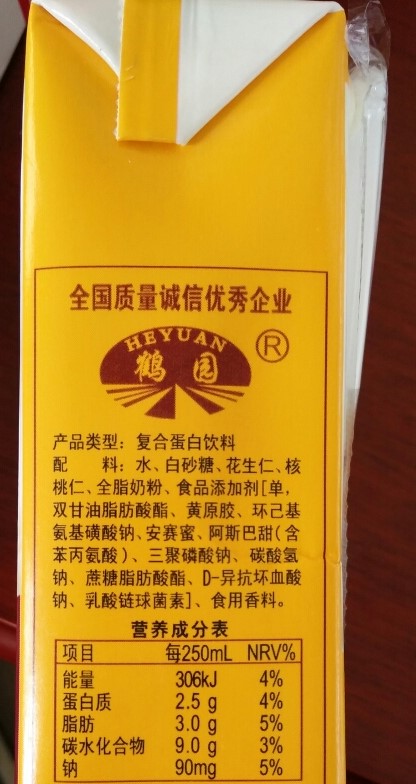 全国质量诚信优秀企业
HEYUAN
鹤园
®
产品类型：复合蛋白饮料
配料：水、白砂糖、花生仁、核
桃仁、全脂奶粉、食品添加剂[单，
双甘油脂肪酸酯、黄原胶、环己基
氨基磺酸钠、安赛蜜、阿斯巴甜(含
苯丙氨酸)、三聚磷酸钠、碳酸氢
钠、蔗糖脂肪酸酯、D-异抗坏血酸
钠、乳酸链球菌素]、食用香料。
营养成分表
项目 每250mL NRV%
能量 306kJ 4%
蛋白质 2.5 g 4%
脂肪 3.0 g 5%
碳水化合物 9.0 g 3%
钠 90mg 5%